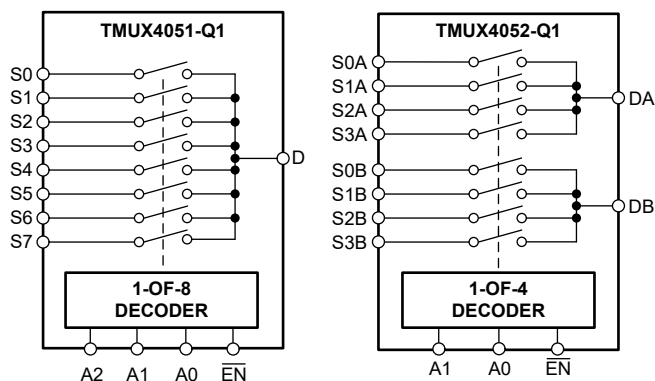 TMUX4051-Q1
S0
S1
S2
S3
S4
S5
S6
S7
D
1-OF-8
DECODER
A2 A1 A0 EN
TMUX4052-Q1
S0A
S1A
S2A
S3A
S0B
S1B
S2B
S3B
DA
DB
1-OF-4
DECODER
A1 A0 EN